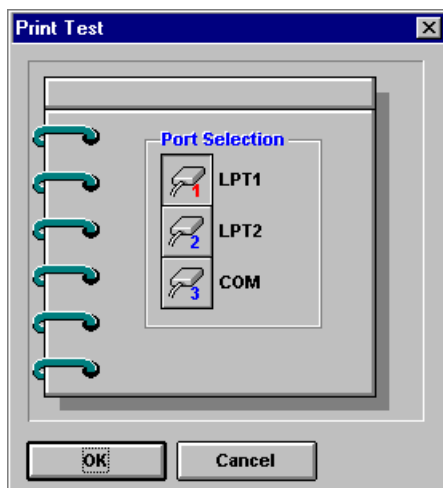 Print Test
Port Selection
1 LPT1
2 LPT2
3 COM
OK Cancel